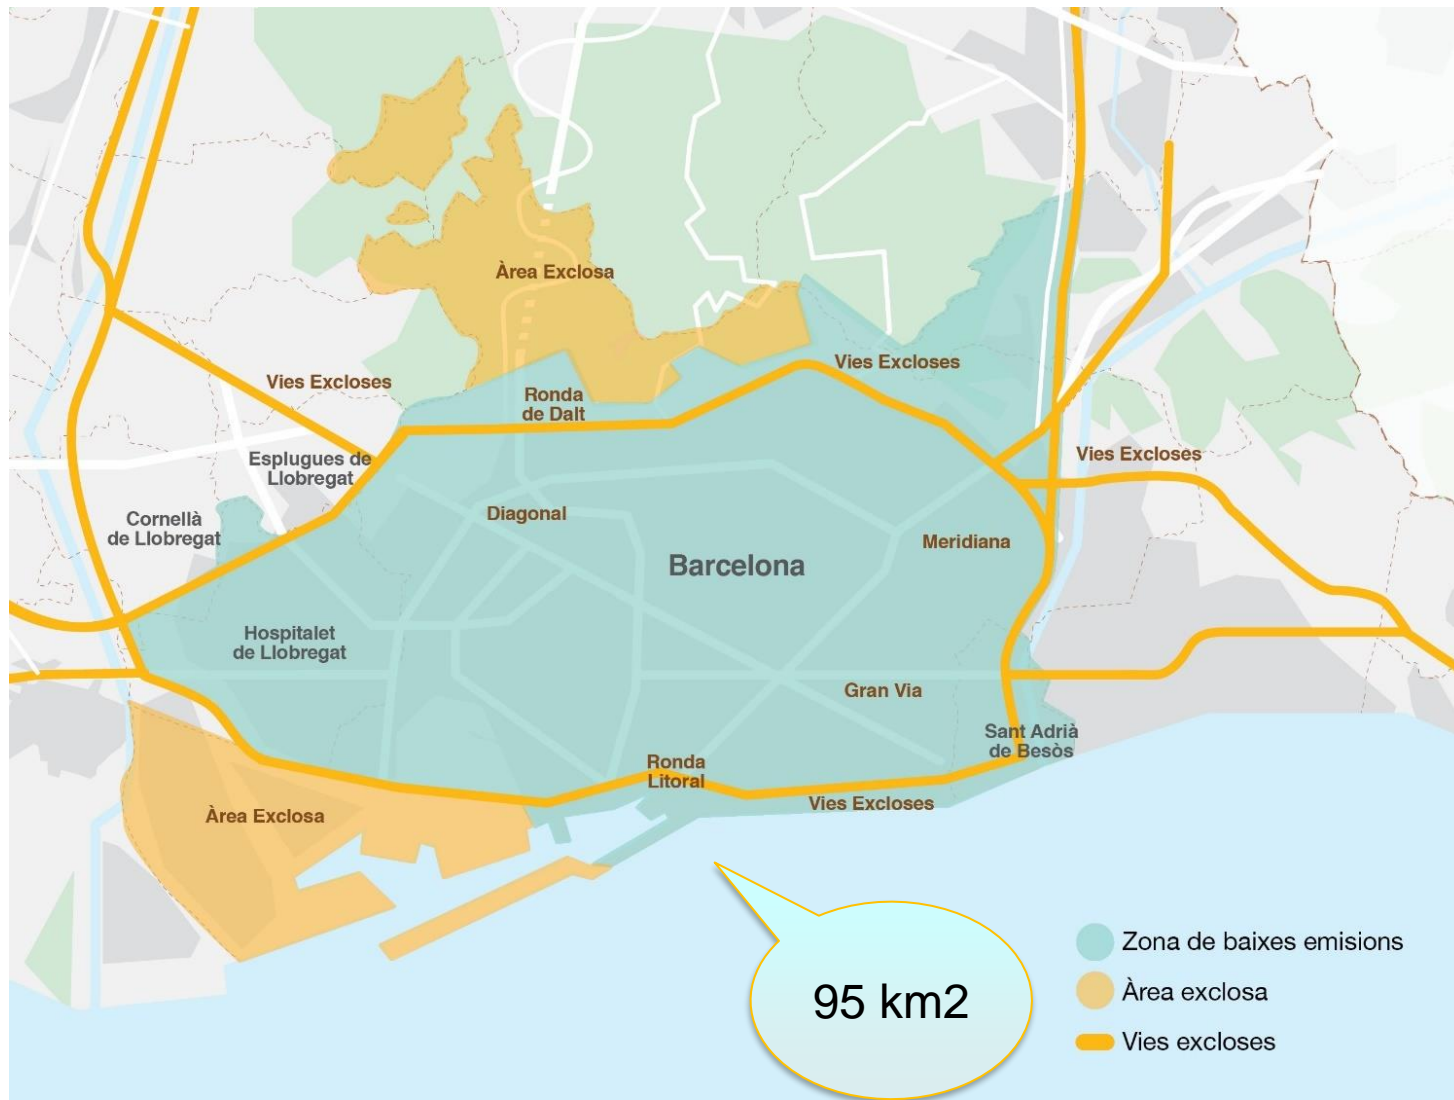 Àrea Exclosa
Vies Excloses
Vies Excloses
Ronda
de Dalt
Esplugues de
Llobregat
Vies Excloses
Diagonal
Cornellà
de Llobregat
Meridiana
Barcelona
Hospitalet
de Llobregat
Gran Via
Sant Adrià
de Besòs
Ronda
Litoral
Vies Excloses
Àrea Exclosa
95 km2
Zona de baixes emisions
Àrea exclosa
Vies excloses